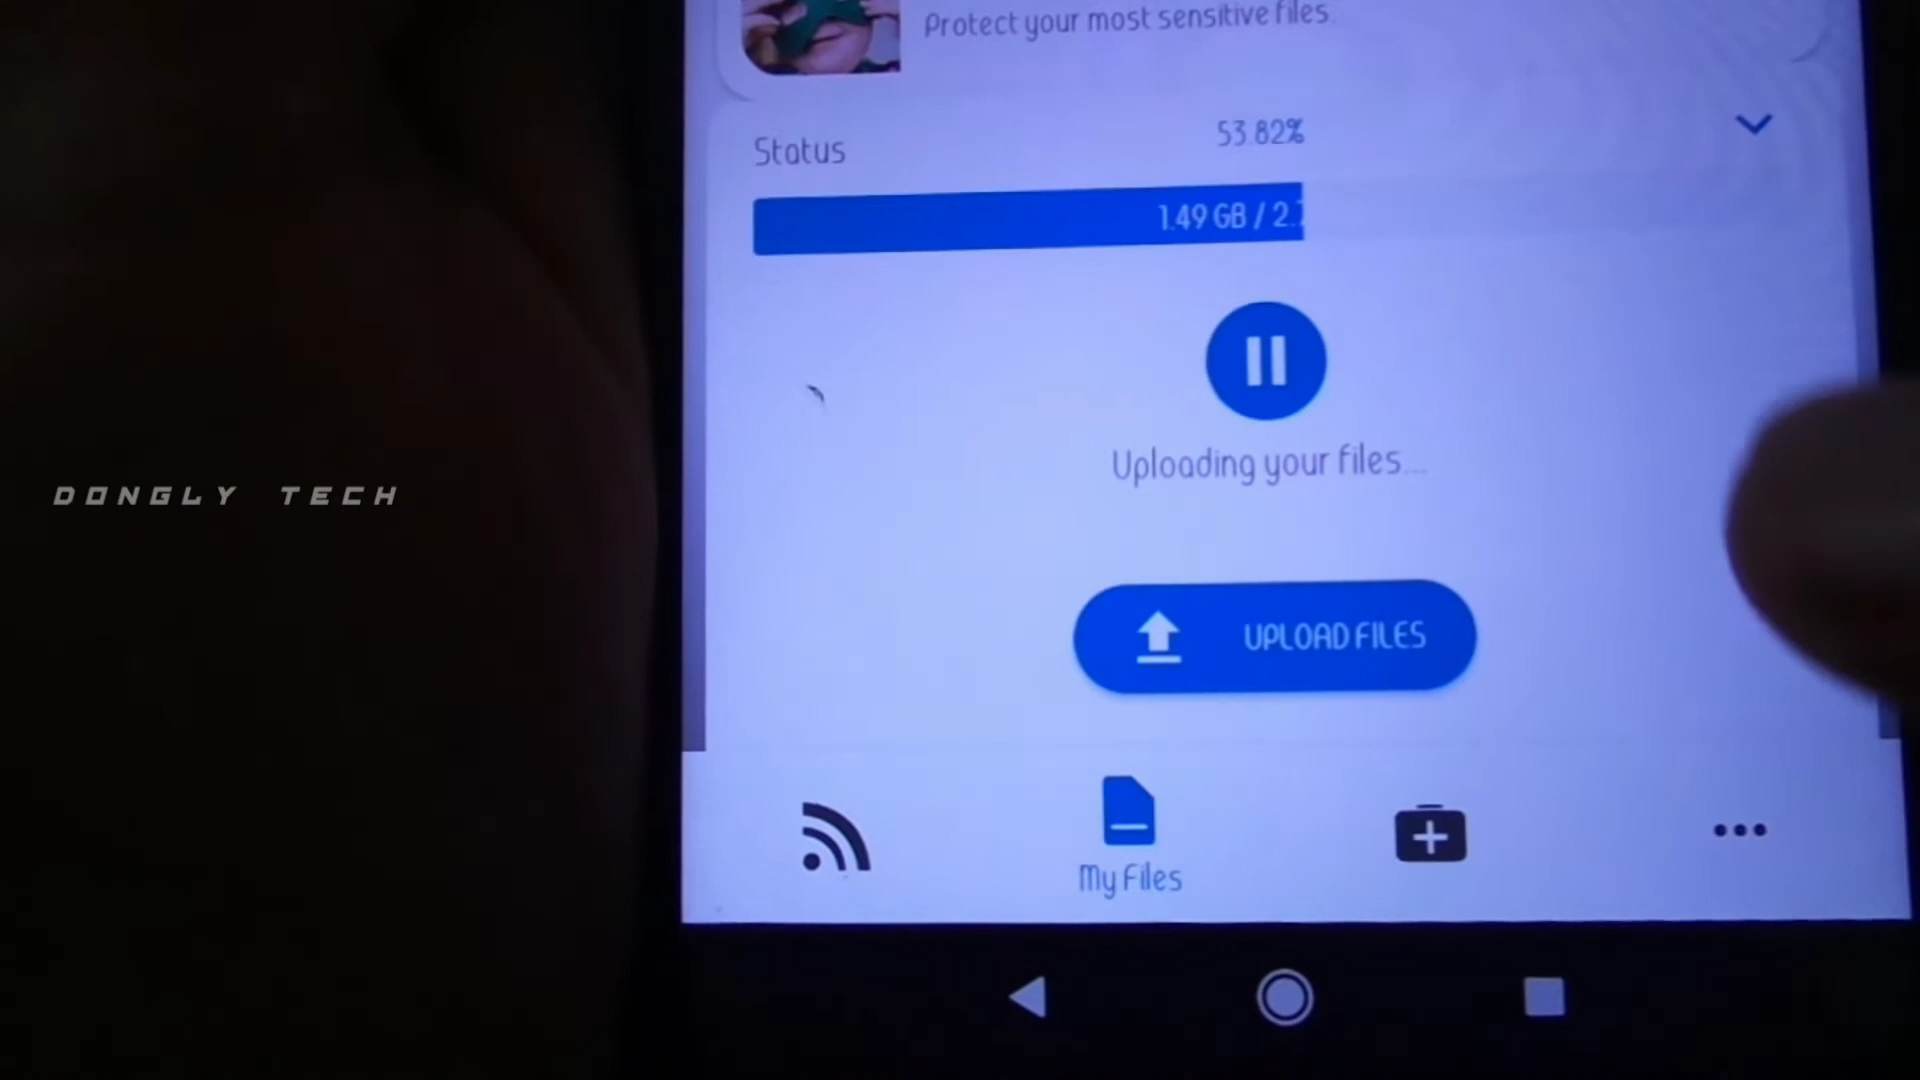 Protect your most sensitive files.
Status
53.82%
1.49 GB / 2.
Uploading your files...
DONGLY TECH
UPLOAD FILES
My Files